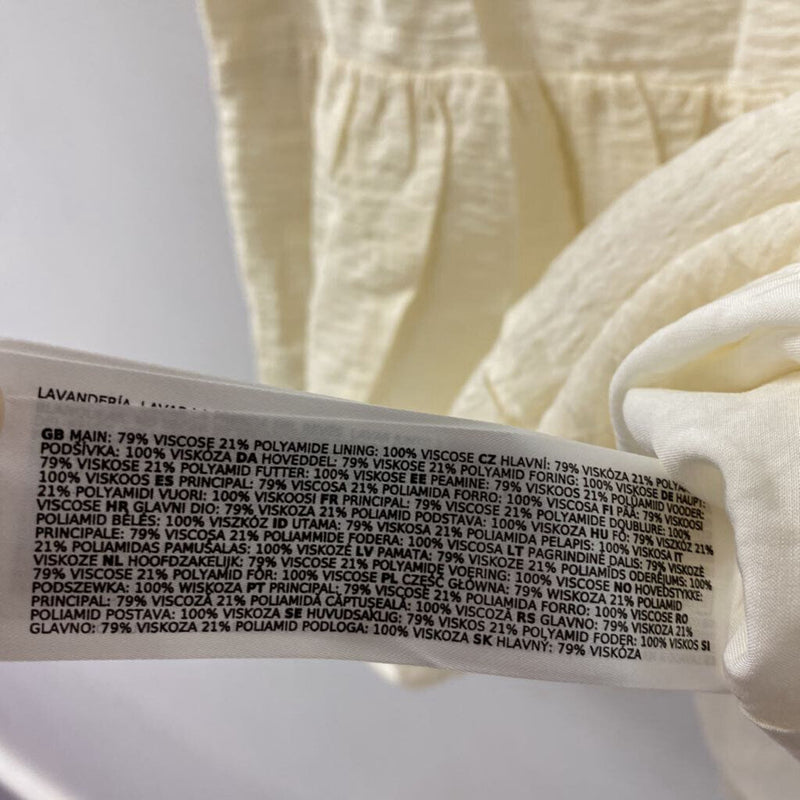 LAVANDERÍA
GB MAIN: 79% VISCOSE 21% POLYAMIDE LINING: 100% VISCOSE CZ HLAVNÍ: 79% VISKÓZA 21%
PODŠÍVKA: 100% VISKÓZA DA HOVEDDEL: 79% VISKOSE 21% POLYAMID FORING: 100% VISKOSE DE HAUPT:
79% VISKOSE 21% POLYAMID FUTTER: 100% VISKOSE EE PEAMINE: 79% VISKOOS 21% POLÜAMIID VOODER:
100% VISKOOS ES PRINCIPAL: 79% VISCOSA 21% POLIAMIDA FORRO: 100% VISCOSA FI PÄÄ: 79% VISKOOSI
21% POLYAMIDI VUORI: 100% VISKOOSI FR PRINCIPAL: 79% VISCOSE 21% POLYAMIDE DOUBLURE: 100%
VISCOSE HR GLAVNI DIO: 79% VISKOZA 21% POLIAMID PODSTAVA: 100% VISKOZA HU FŐ: 79% VISZKÓZ 21%
POLIAMID BÉLÉS: 100% VISZKÓZ ID UTAMA: 79% VISKOSA 21% POLIAMIDA PELAPIS: 100% VISKOSA IT
PRINCIPALE: 79% VISCOSA 21% POLIAMMIDE FODERA: 100% VISCOSA LT PAGRINDINĖ DALIS: 79% VISKOZĖ
21% POLIAMIDAS PAMUŠALAS: 100% VISKOZĖ LV PAMATA: 79% VISKOZE 21% POLIAMĪDS ODERĒJUMS: 100%
VISKOZE NL HOOFDZAKELIJK: 79% VISCOSE 21% POLYAMIDE VOERING: 100% VISCOSE NO HOVEDSTYKKE:
79% VISKOSE 21% POLYAMID FÔR: 100% VISKOSE PL CZĘŚĆ GŁÓWNA: 79% WISKOZA 21% POLIAMID
PODSZEWKA: 100% WISKOZA PT PRINCIPAL: 79% VISCOSE 21% POLIAMIDA FORRO: 100% VISCOSE RO
PRINCIPAL: 79% VISCOZĂ 21% POLIAMIDĂ CĂPTUȘEALĂ: 100% VISCOZĂ RS GLAVNO: 79% VISKOZA 21%
POLIAMID POSTAVA: 100% VISKOZA SE HUVUDSAKLIG: 79% VISKOS 21% POLYAMID FODER: 100% VISKOS SI
GLAVNO: 79% VISKOZA 21% POLIAMID PODLOGA: 100% VISKOZA SK HLAVNÝ: 79% VISKÓZA